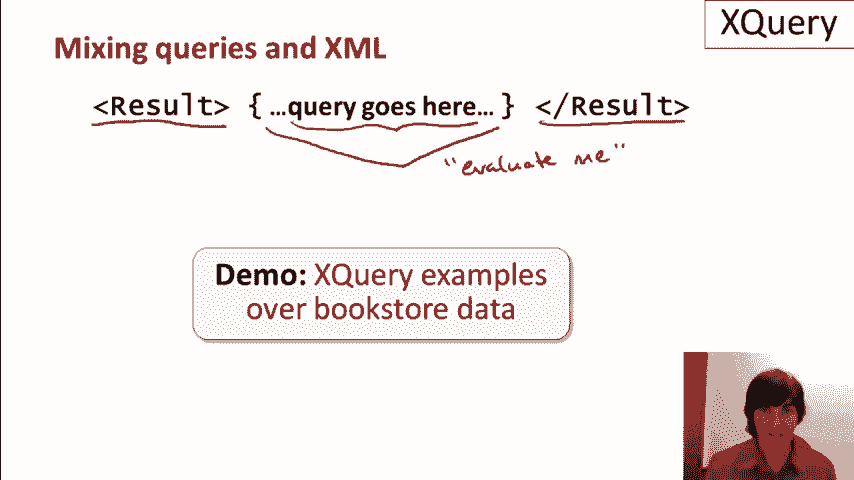 XQuery
Mixing queries and XML
<Result> { …query goes here… } </Result>
"evaluate me"
Demo: XQuery examples
over bookstore data